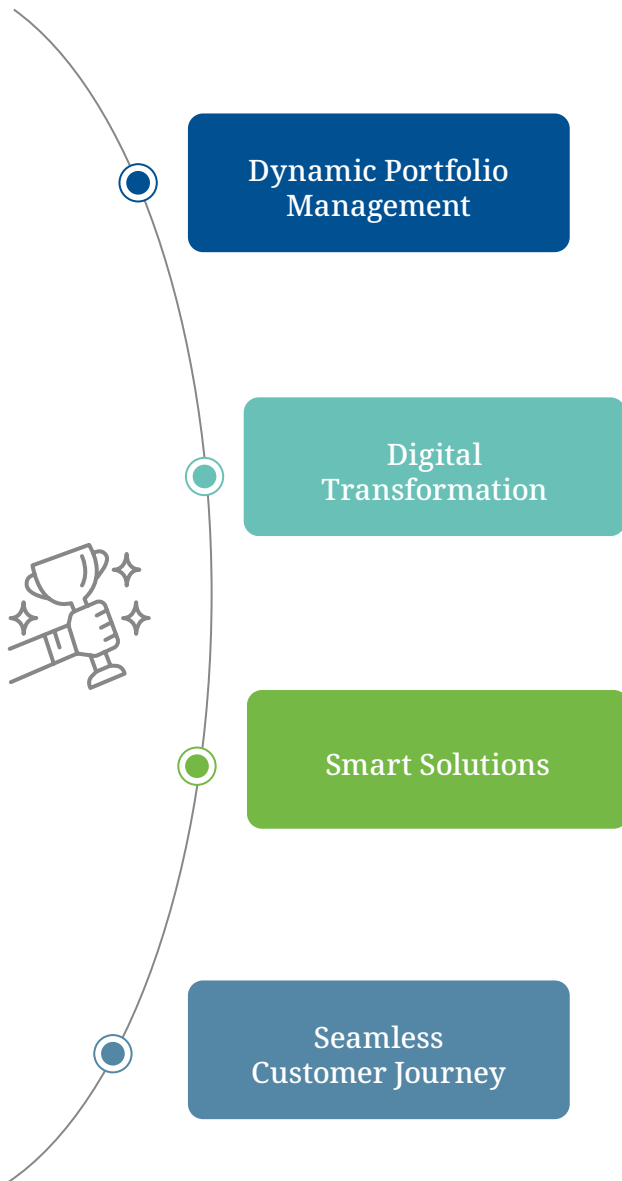 Dynamic Portfolio
Management
Digital
Transformation
Smart Solutions
Seamless
Customer Journey